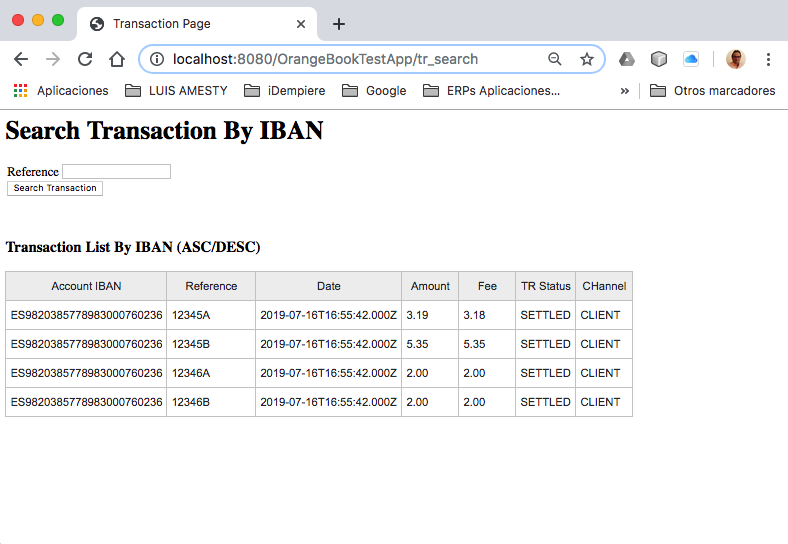 Transaction Page
localhost:8080/OrangeBookTestApp/tr_search
Aplicaciones LUIS AMESTY iDempiere Google ERPs Aplicaciones... » Otros marcadores
Search Transaction By IBAN
Reference
Search Transaction
Transaction List By IBAN (ASC/DESC)
Account IBAN Reference Date Amount Fee TR Status CHannel
ES9820385778983000760236 12345A 2019-07-16T16:55:42.000Z 3.19 3.18 SETTLED CLIENT
ES9820385778983000760236 12345B 2019-07-16T16:55:42.000Z 5.35 5.35 SETTLED CLIENT
ES9820385778983000760236 12346A 2019-07-16T16:55:42.000Z 2.00 2.00 SETTLED CLIENT
ES9820385778983000760236 12346B 2019-07-16T16:55:42.000Z 2.00 2.00 SETTLED CLIENT